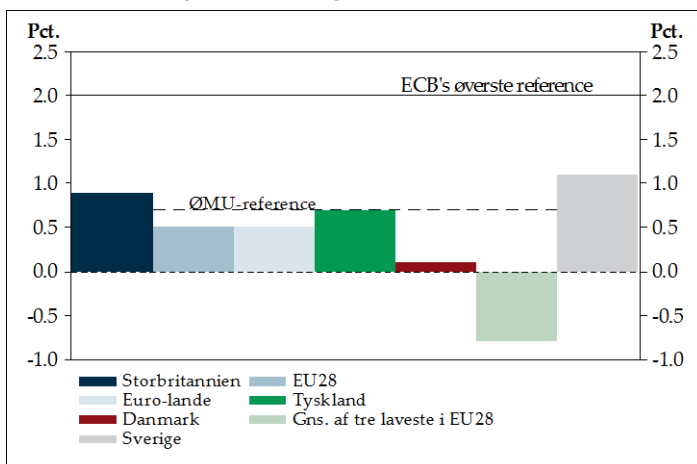 Pct. Pct.
2.5 2.5
ECB's øverste reference
2.0 2.0
1.5 1.5
1.0 1.0
ØMU-reference
0.5 0.5
0.0 0.0
-0.5 -0.5
-1.0 -1.0
Storbritannien EU28
Euro-lande Tyskland
Danmark Gns. af tre laveste i EU28
Sverige